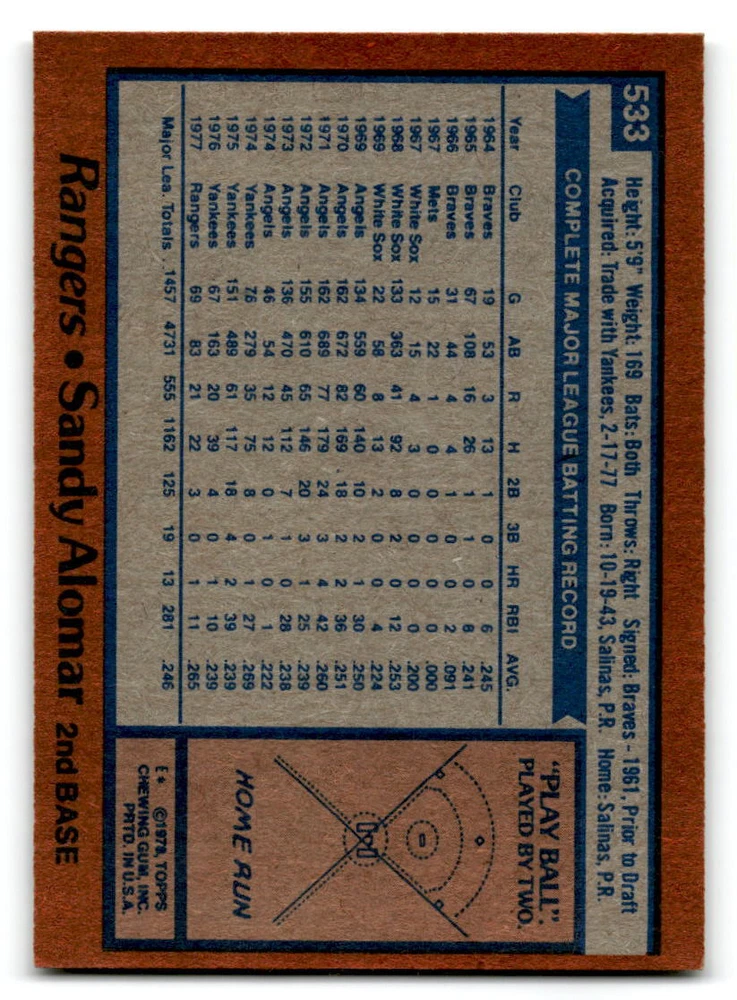 533
Height: 5'9" Weight: 169 Bats: Both Throws: Right Signed: Braves - 1961, Prior to Draft
Acquired: Trade with Yankees, 2-17-77 Born: 10-19-43, Salinas, P.R. Home: Salinas, P.R.
COMPLETE MAJOR LEAGUE BATTING RECORD
Year Club G AB R H 2B 3B HR RBI AVG.
1964 Braves 19 53 3 13 1 0 0 6 .245
1965 Braves 67 108 16 26 1 1 0 8 .241
1966 Braves 31 44 4 4 1 0 0 2 .091
1967 Mets 15 22 1 0 0 0 0 0 .000
1967 White Sox 12 15 4 3 0 0 0 0 .200
1968 White Sox 133 363 41 92 8 2 0 12 .253
1969 White Sox 22 58 8 13 2 0 0 4 .224
1969 Angels 134 559 60 140 10 2 1 30 .250
1970 Angels 162 672 82 169 18 2 2 36 .251
1971 Angels 162 689 77 179 24 3 4 42 .260
1972 Angels 155 610 65 146 20 3 1 25 .239
1973 Angels 136 470 45 112 7 1 0 28 .238
1974 Angels 46 54 12 12 0 0 0 1 .222
1974 Yankees 76 279 35 75 8 1 1 27 .269
1975 Yankees 151 489 61 117 18 4 2 39 .239
1976 Yankees 67 163 20 39 4 0 1 10 .239
1977 Rangers 69 83 21 22 3 0 1 11 .265
Major Lea. Totals . 1457 4731 555 1162 125 19 13 281 .246
"PLAY BALL".
PLAYED BY TWO.
HOME RUN
E* ©1978 TOPPS
CHEWING GUM, INC.
PRTD. IN U.S.A.
Rangers • Sandy Alomar 2nd BASE